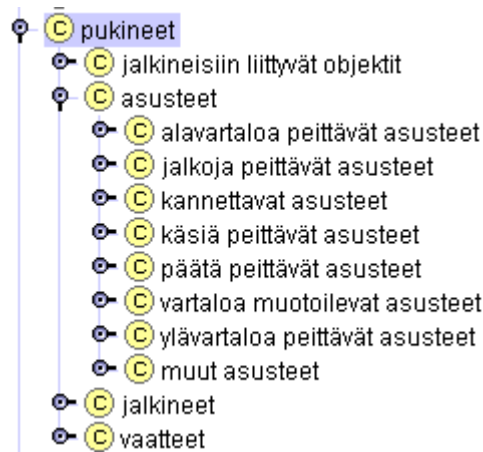 C pukineet
C jalkineisiin liittyvät objektit
C asusteet
C alavartaloa peittävät asusteet
C jalkoja peittävät asusteet
C kannettavat asusteet
C käsiä peittävät asusteet
C päätä peittävät asusteet
C vartaloa muotoilevat asusteet
C ylävartaloa peittävät asusteet
C muut asusteet
C jalkineet
C vaatteet